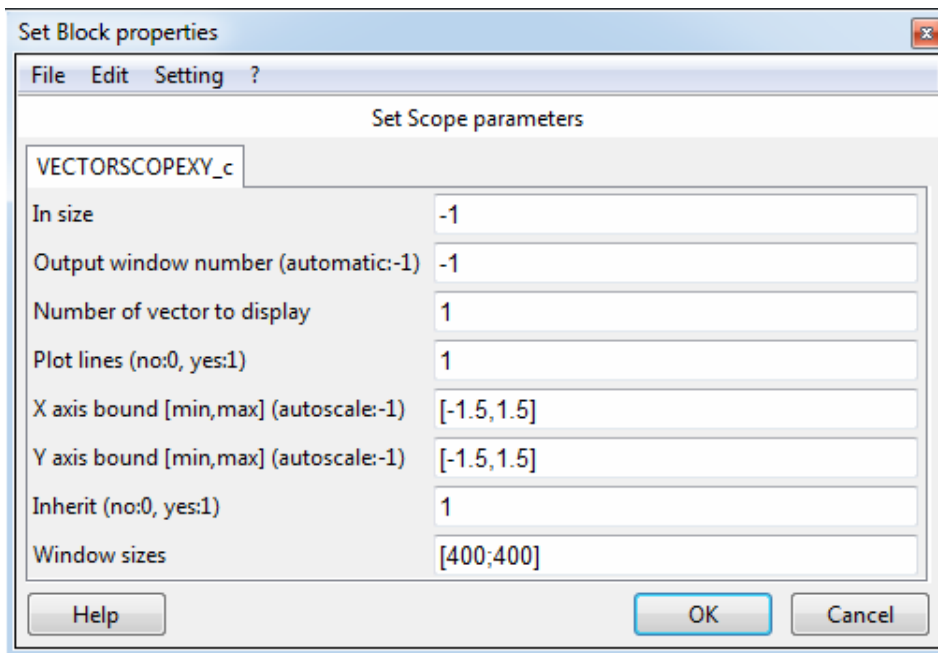 Set Block properties
File Edit Setting ?
Set Scope parameters
VECTORSCOPEXY_c
In size -1
Output window number (automatic:-1) -1
Number of vector to display 1
Plot lines (no:0, yes:1) 1
X axis bound [min,max] (autoscale:-1) [-1.5,1.5]
Y axis bound [min,max] (autoscale:-1) [-1.5,1.5]
Inherit (no:0, yes:1) 1
Window sizes [400;400]
Help OK Cancel